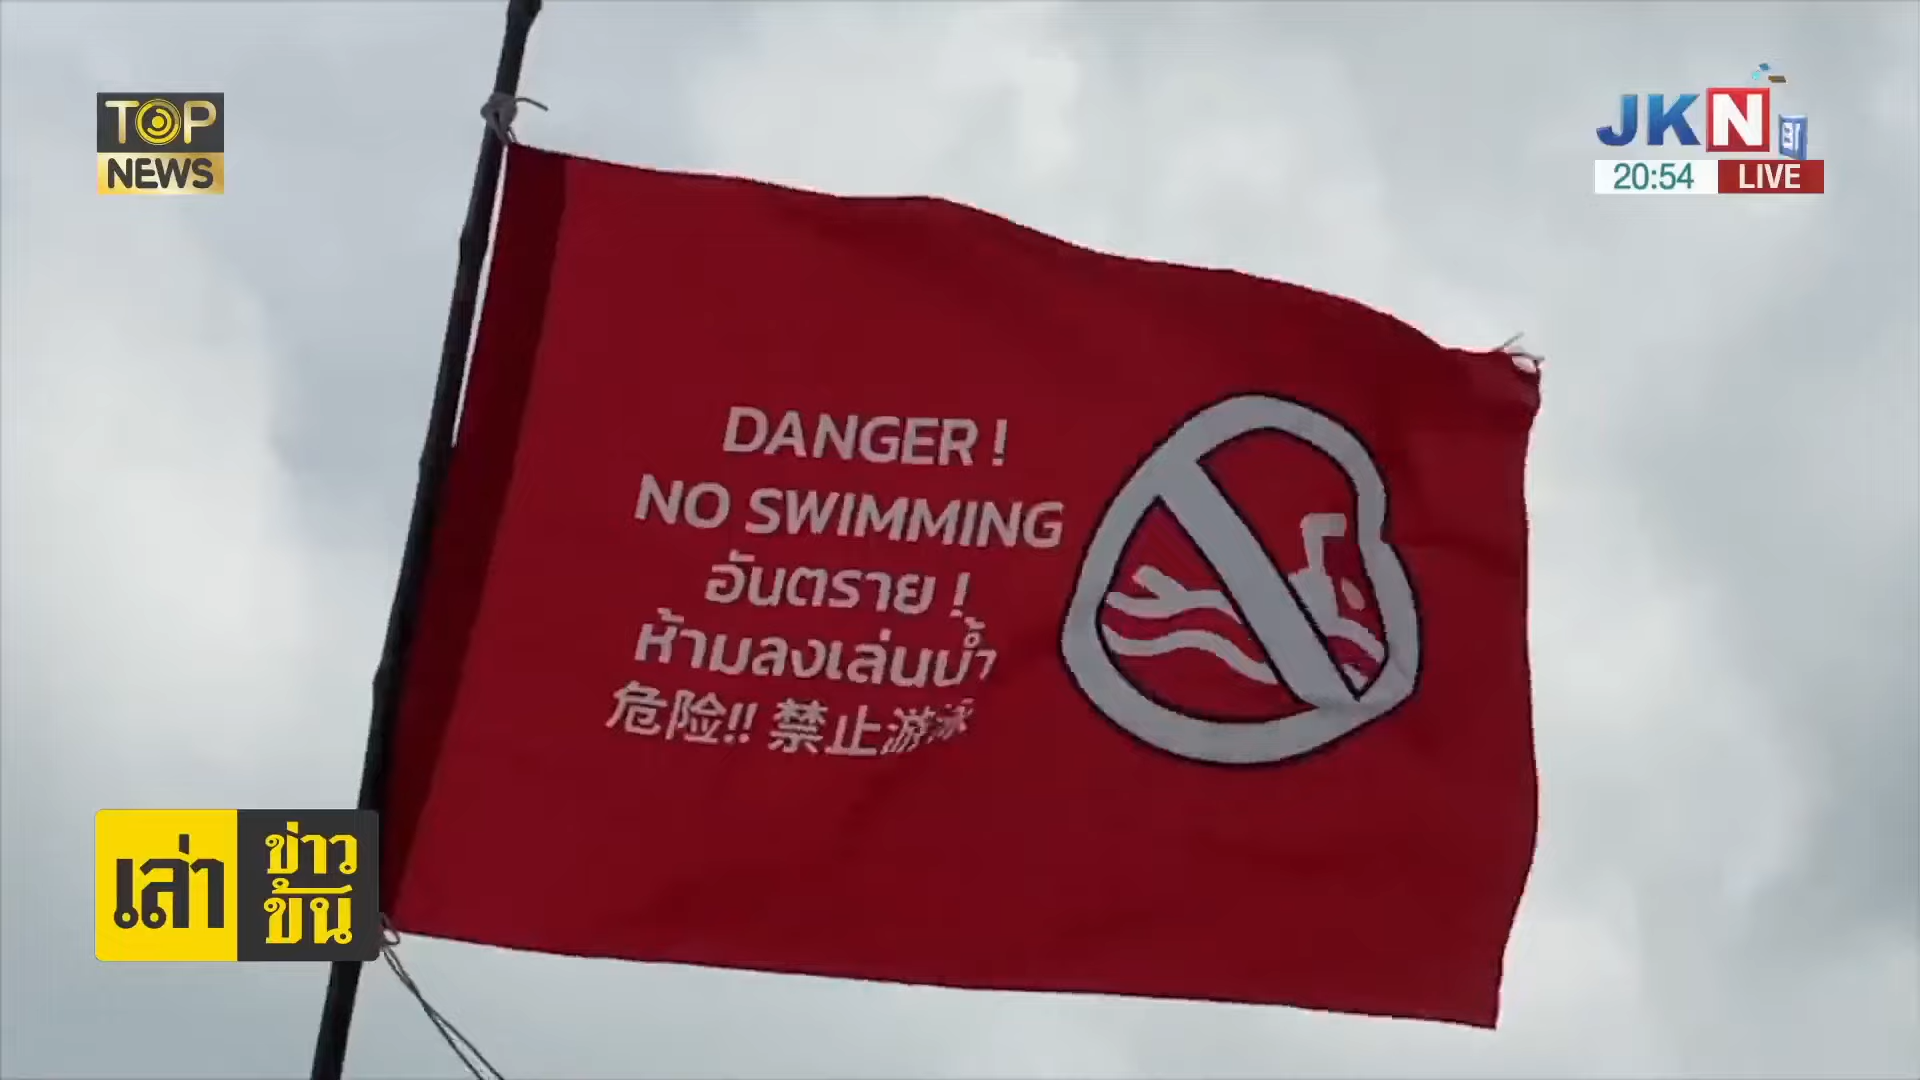 TOP
NEWS
JKN
20:54 LIVE
DANGER !
NO SWIMMING
อันตราย !
ห้ามลงเล่นน้ำ
危险!! 禁止游泳
เล่า
ข่าว
ข้น